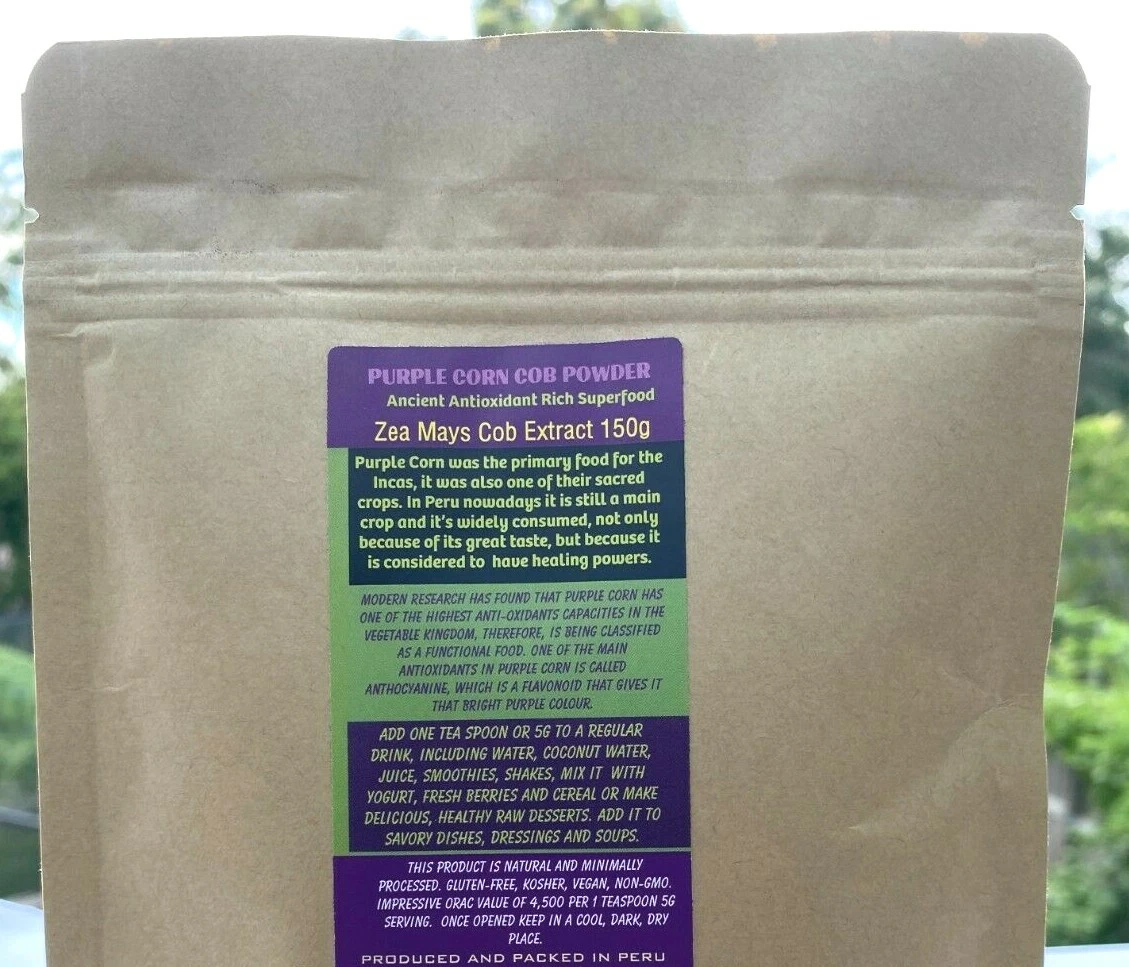 PURPLE CORN COB POWDER
Ancient Antioxidant Rich Superfood
Zea Mays Cob Extract 150g
Purple Corn was the primary food for the
Incas, it was also one of their sacred
crops. In Peru nowadays it is still a main
crop and it's widely consumed, not only
because of its great taste, but because it
is considered to have healing powers.
MODERN RESEARCH HAS FOUND THAT PURPLE CORN HAS
ONE OF THE HIGHEST ANTI-OXIDANTS CAPACITIES IN THE
VEGETABLE KINGDOM, THEREFORE, IS BEING CLASSIFIED
AS A FUNCTIONAL FOOD. ONE OF THE MAIN
ANTIOXIDANTS IN PURPLE CORN IS CALLED
ANTHOCYANINE, WHICH IS A FLAVONOID THAT GIVES IT
THAT BRIGHT PURPLE COLOUR.
ADD ONE TEA SPOON OR 5G TO A REGULAR
DRINK, INCLUDING WATER, COCONUT WATER,
JUICE, SMOOTHIES, SHAKES, MIX IT WITH
YOGURT, FRESH BERRIES AND CEREAL OR MAKE
DELICIOUS, HEALTHY RAW DESSERTS. ADD IT TO
SAVORY DISHES, DRESSINGS AND SOUPS.
THIS PRODUCT IS NATURAL AND MINIMALLY
PROCESSED. GLUTEN-FREE, KOSHER, VEGAN, NON-GMO.
IMPRESSIVE ORAC VALUE OF 4,500 PER 1 TEASPOON 5G
SERVING. ONCE OPENED KEEP IN A COOL, DARK, DRY
PLACE.
PRODUCED AND PACKED IN PERU